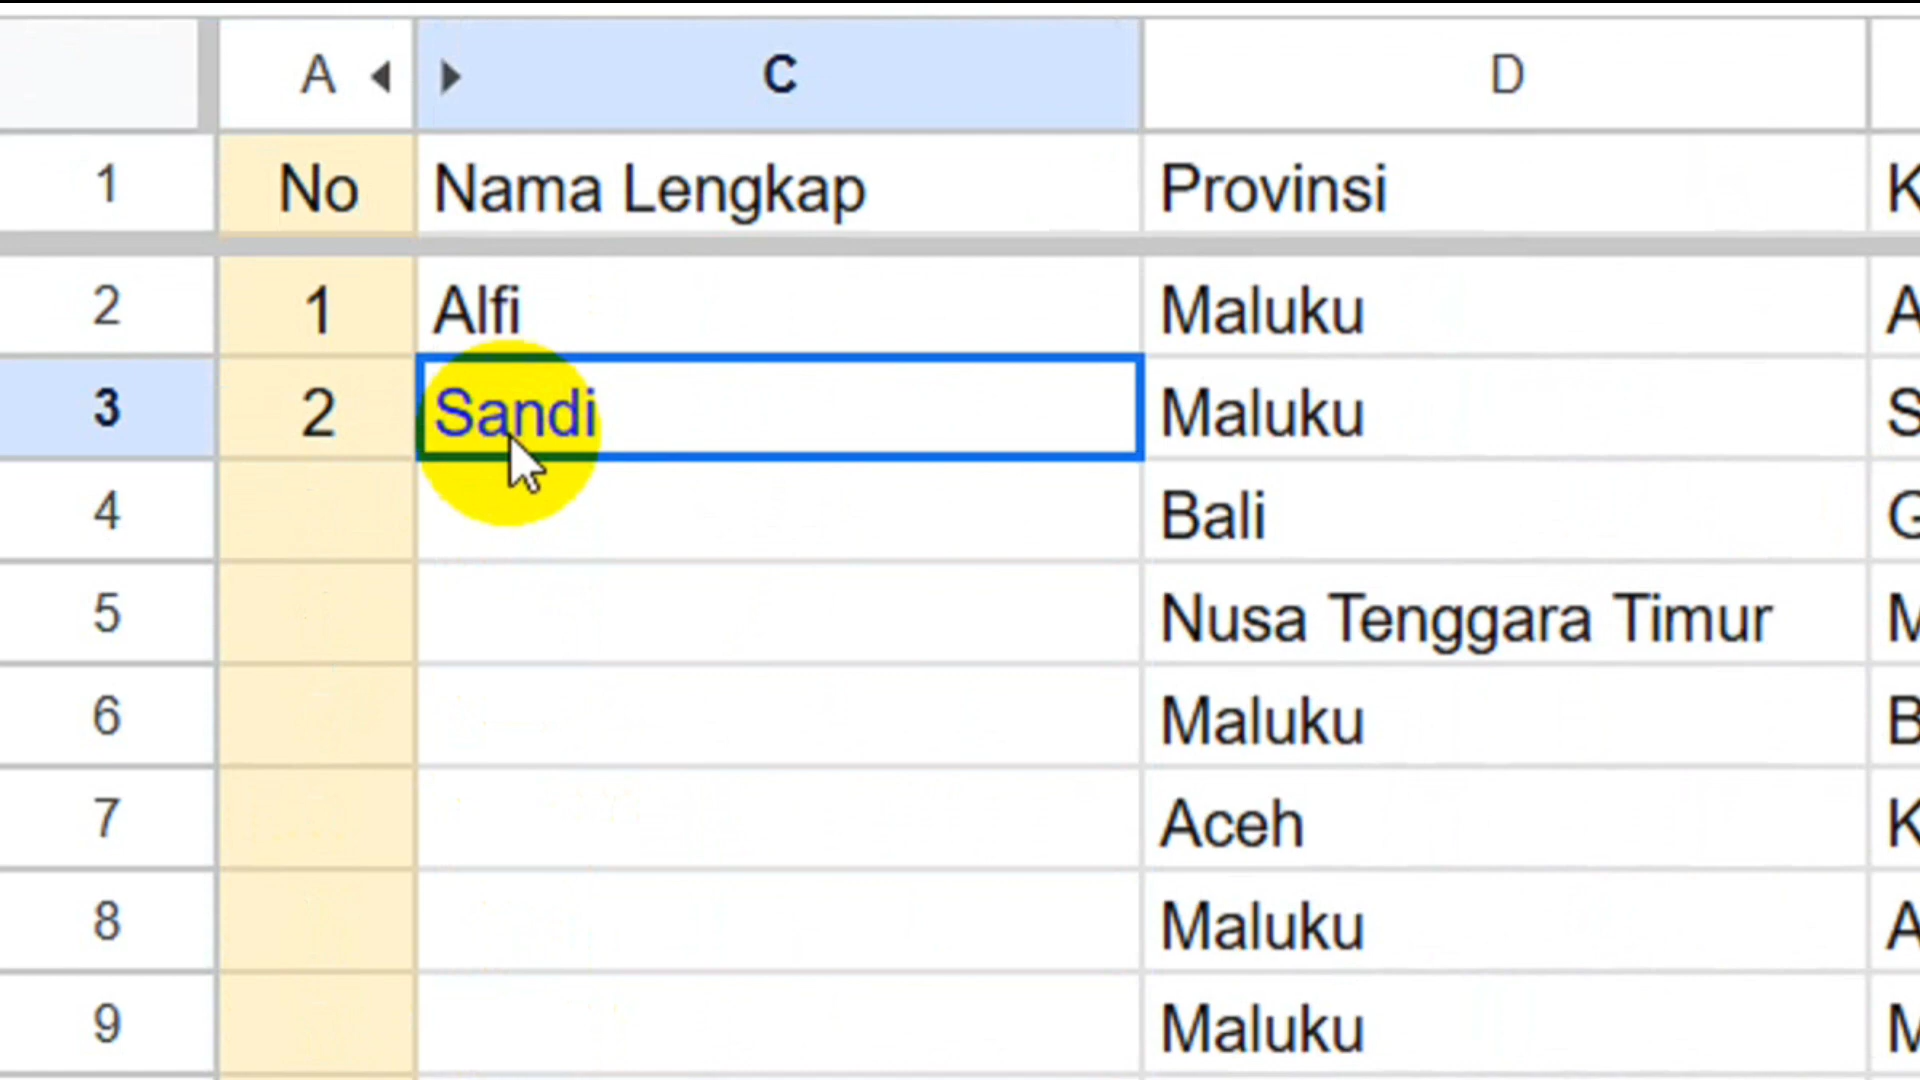 A C D
1 No Nama Lengkap Provinsi K
2 1 Alfi Maluku A
3 2 Sandi Maluku S
4 Bali G
5 Nusa Tenggara Timur M
6 Maluku B
7 Aceh K
8 Maluku A
9 Maluku M